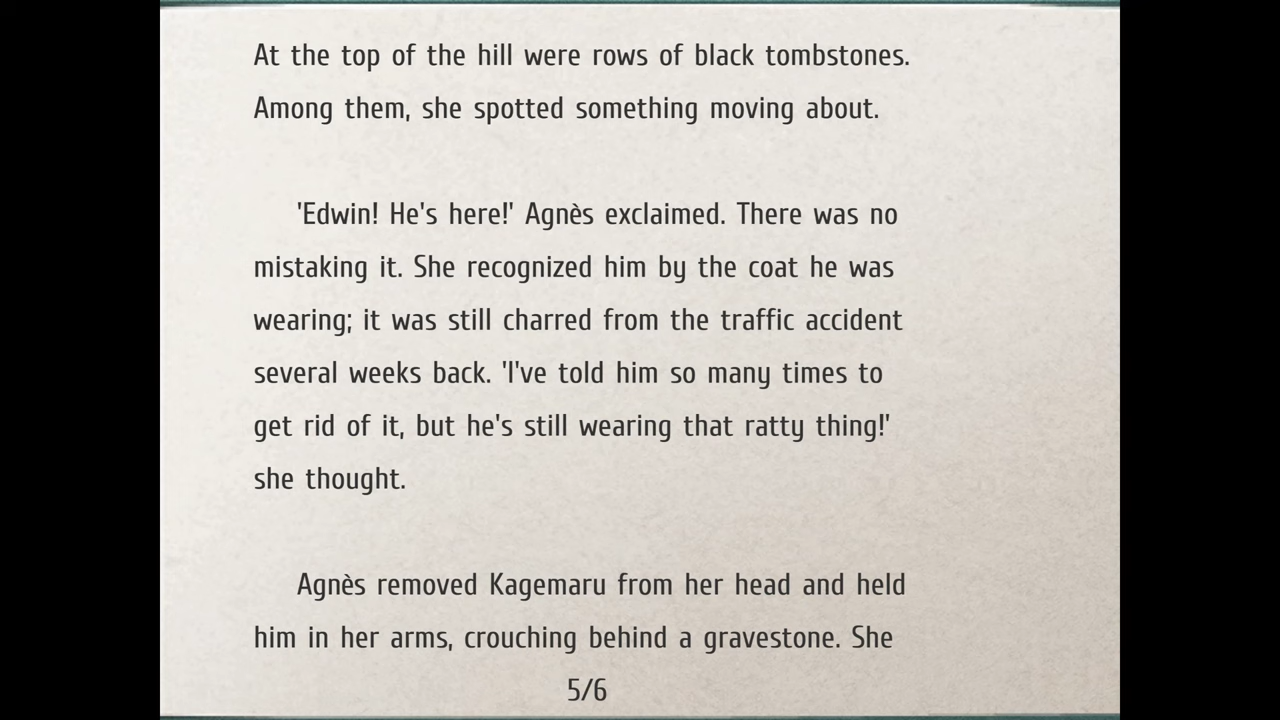 At the top of the hill were rows of black tombstones.
Among them, she spotted something moving about.
'Edwin! He's here!' Agnès exclaimed. There was no
mistaking it. She recognized him by the coat he was
wearing; it was still charred from the traffic accident
several weeks back. 'I've told him so many times to
get rid of it, but he's still wearing that ratty thing!'
she thought.
Agnès removed Kagemaru from her head and held
him in her arms, crouching behind a gravestone. She
5/6